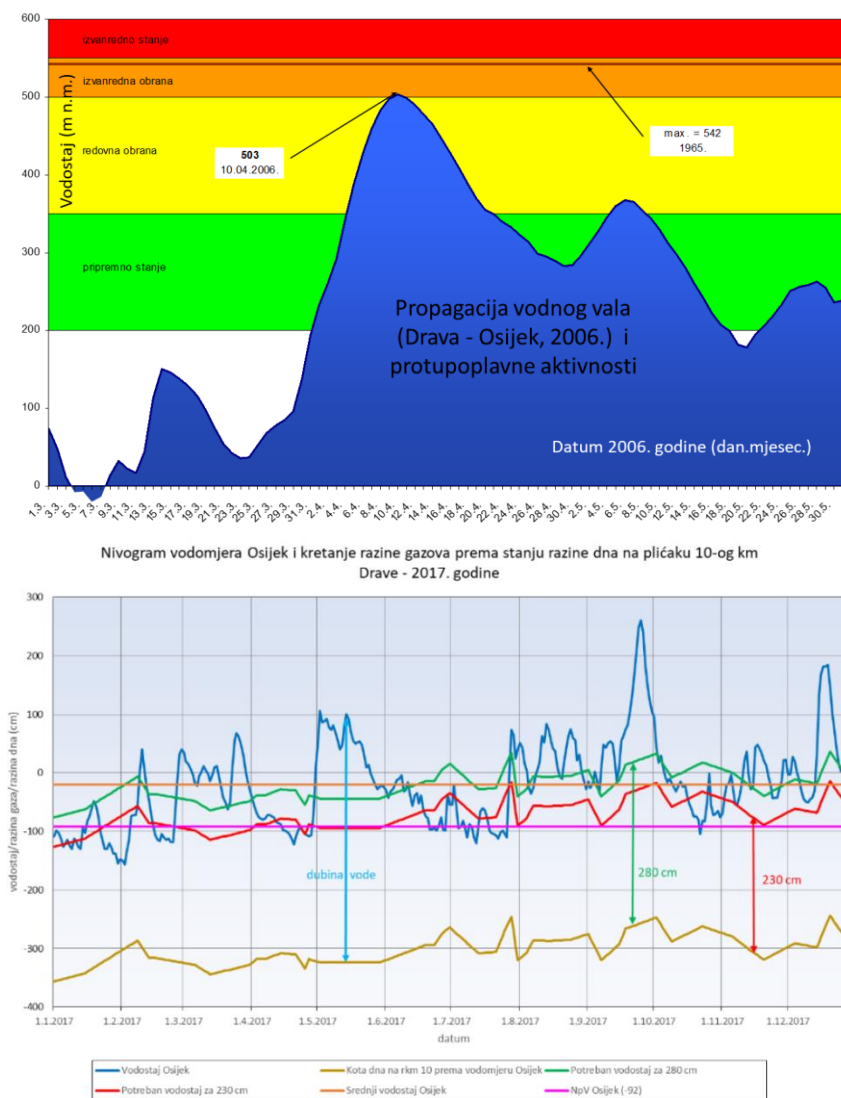 600
izvanredno stanje
izvanredna obrana
500
Vodostaj (m n.m.)
503
10.04.2006.
max. = 542
1965.
redovna obrana
400
300
pripremno stanje
200
Propagacija vodnog vala
(Drava - Osijek, 2006.) i
protupoplavne aktivnosti
100
Datum 2006. godine (dan.mjesec.)
0
1.3. 3.3. 5.3. 7.3. 9.3. 11.3. 13.3. 15.3. 17.3. 19.3. 21.3. 23.3. 25.3. 27.3. 29.3. 31.3. 2.4. 4.4. 6.4. 8.4. 10.4. 12.4. 14.4. 16.4. 18.4. 20.4. 22.4. 24.4. 26.4. 28.4. 30.4. 2.5. 4.5. 6.5. 8.5. 10.5. 12.5. 14.5. 16.5. 18.5. 20.5. 22.5. 24.5. 26.5. 28.5. 30.5.
Nivogram vodomjera Osijek i kretanje razine gazova prema stanju razine dna na plićaku 10-og km
Drave - 2017. godine
300
200
100
0
-100
-200
-300
-400
vodostaj/razina gaza/razina dna (cm)
dubina vode
280 cm
230 cm
1.1.2017 1.2.2017 1.3.2017 1.4.2017 1.5.2017 1.6.2017 1.7.2017 1.8.2017 1.9.2017 1.10.2017 1.11.2017 1.12.2017
datum
Vodostaj Osijek Kota dna na rkm 10 prema vodomjeru Osijek Potreban vodostaj za 280 cm
Potreban vodostaj za 230 cm Srednji vodostaj Osijek NpV Osijek (-92)